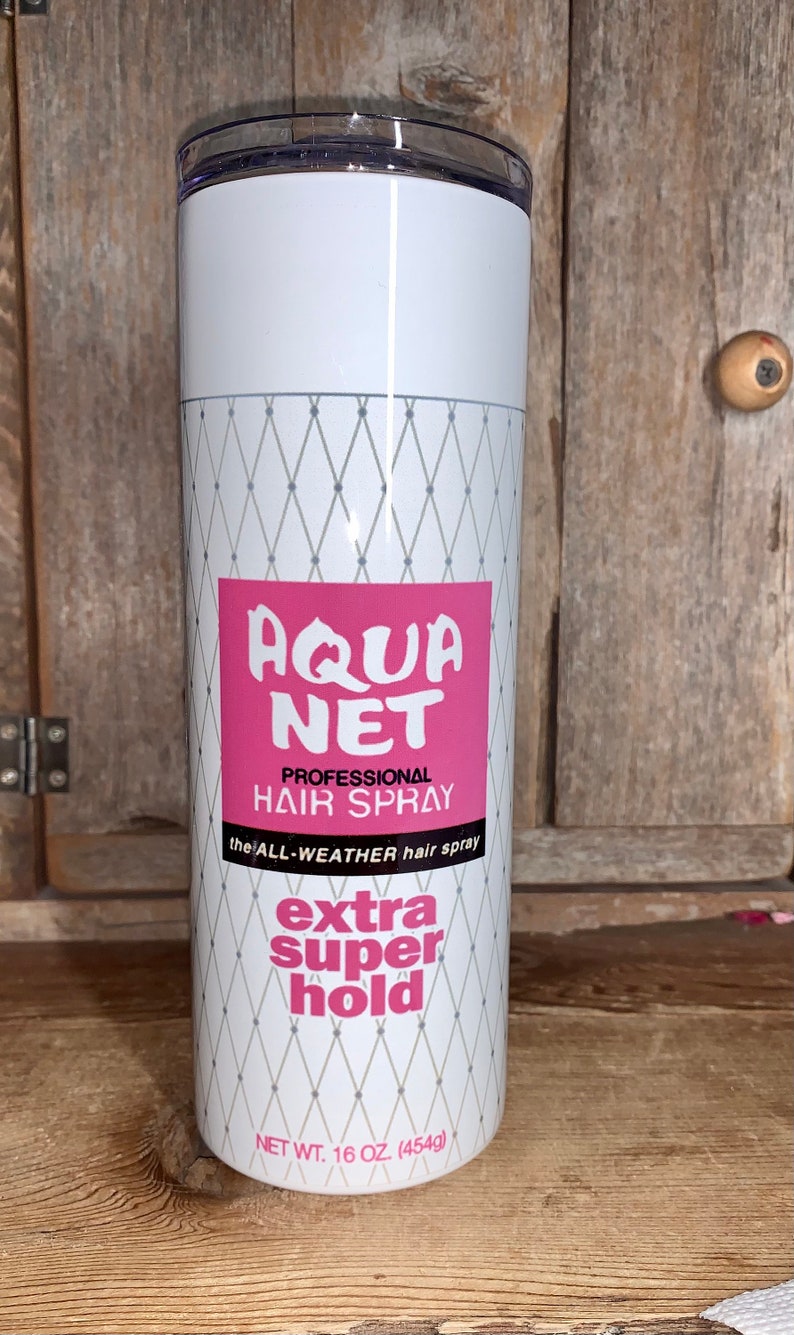 AQUA
NET
PROFESSIONAL
HAIR SPRAY
the ALL-WEATHER hair spray
extra
super
hold
NET WT. 16 OZ. (454g)